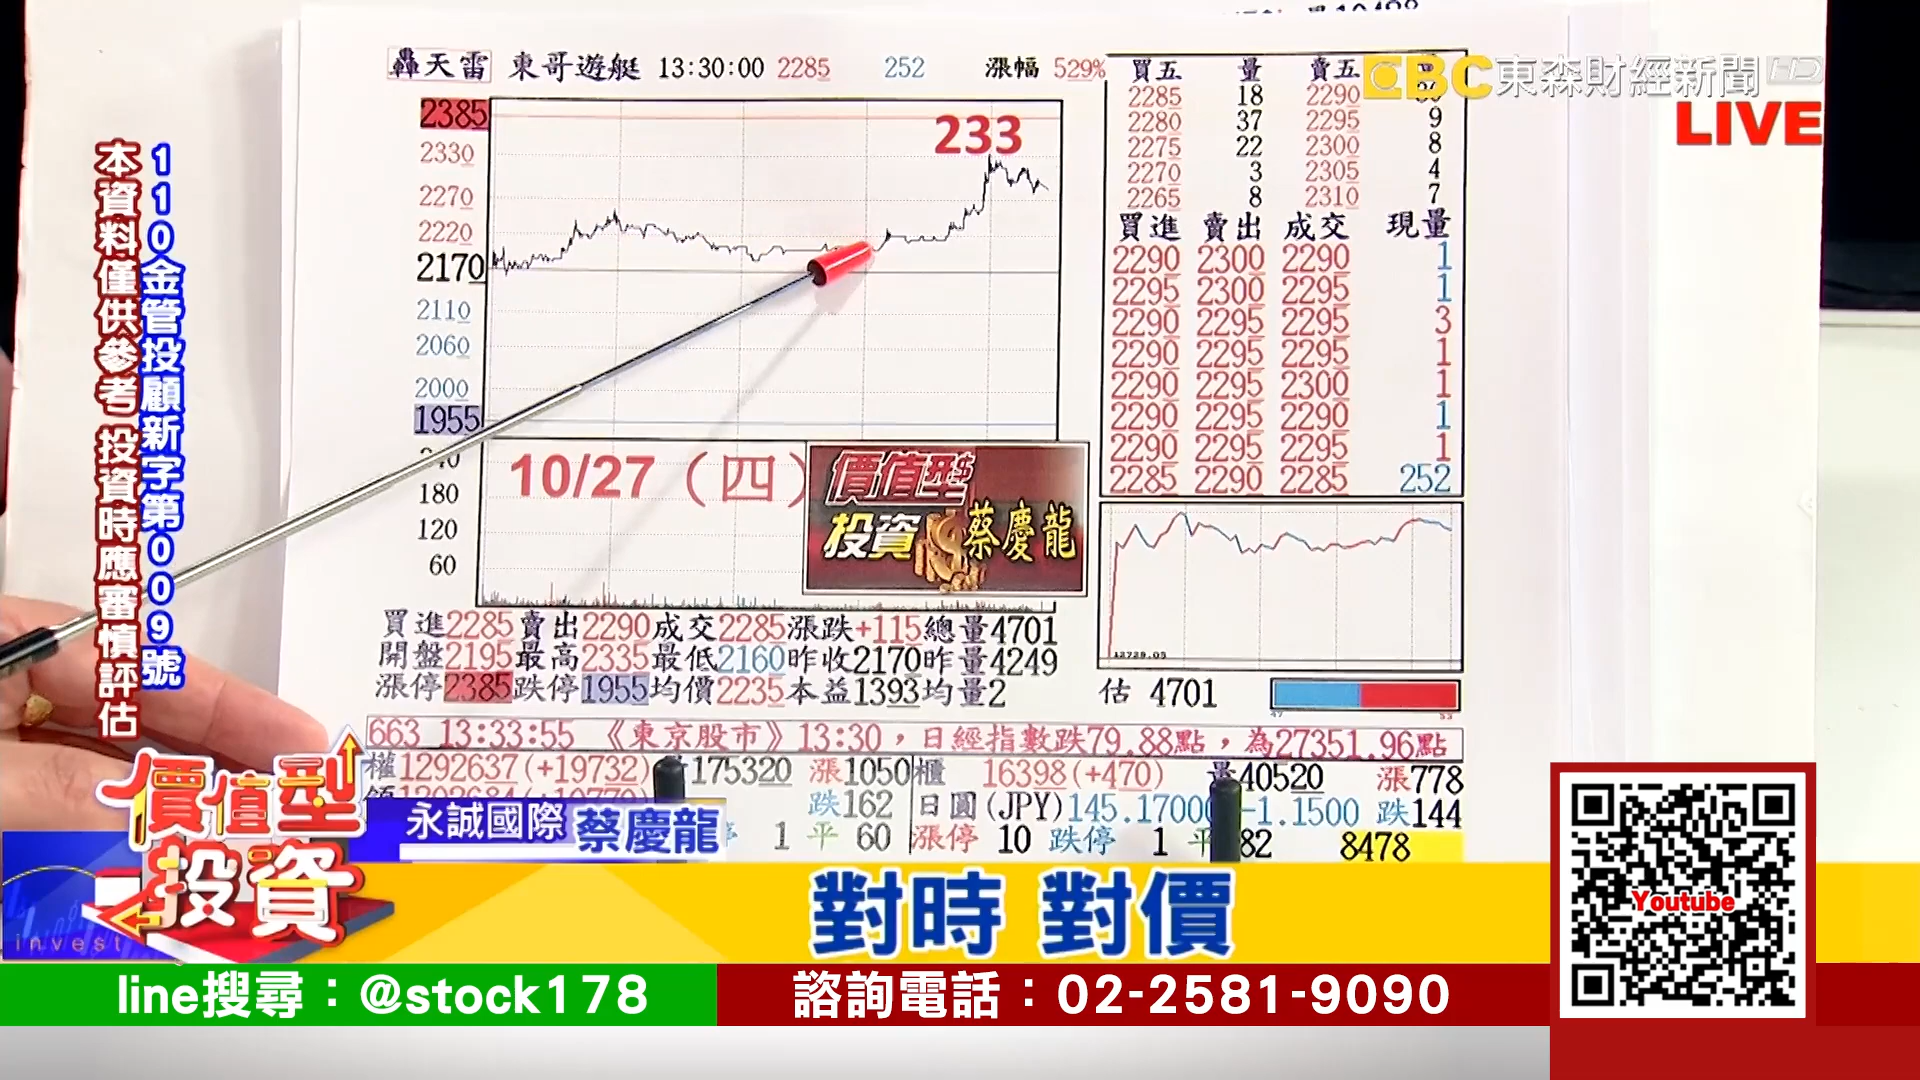 轟天雷 東哥遊艇 13:30:00 2285 252 漲幅 529%
EBC東森財經新聞 HD
LIVE
2385
2330
2270
2220
2170
2110
2060
2000
1955
233
180
120
60
10/27（四）
價值型
投資 蔡慶龍
買五 量 賣五
2285 18 2290
2280 37 2295 9
2275 22 2300 8
2270 3 2305 4
2265 8 2310 7
買進 賣出 成交 現量
2290 2300 2290 1
2295 2300 2295 1
2290 2295 2295 3
2290 2295 2295 1
2290 2295 2300 1
2290 2295 2290 1
2290 2295 2295 1
2285 2290 2285 252
12729.05
買進2285賣出2290成交2285漲跌+115總量4701
開盤2195最高2335最低2160昨收2170昨量4249
漲停2385跌停1955均價2235本益1393均量2
估 4701
663 13:33:55 《東京股市》13:30，日經指數跌79.88點，為27351.96點
權1292637(+19732) 175320 漲1050 櫃 16398(+470) 量40520 漲778
跌162 日圓(JPY)145.17000 -1.1500 跌144
1 平 60 漲停 10 跌停 1 平 82 8478
110金管投顧新字第009號
本資料僅供參考 投資時應審慎評估
價值型
投資
invest
永誠國際 蔡慶龍
對時 對價
Youtube
line搜尋：@stock178
諮詢電話：02-2581-9090